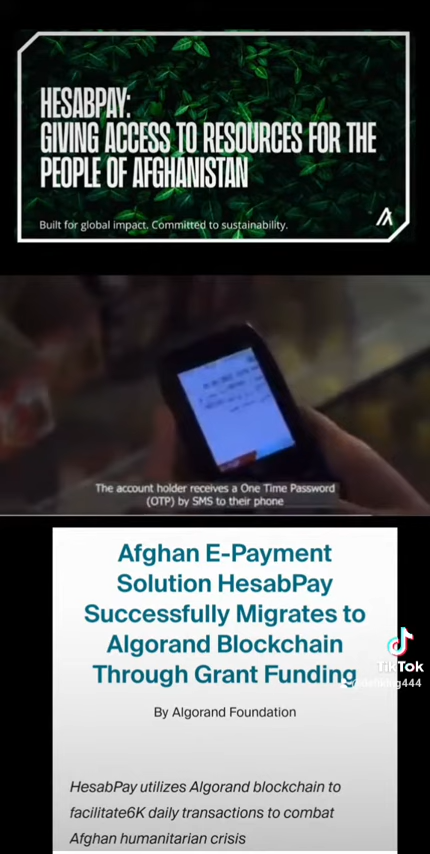 HESABPAY:
GIVING ACCESS TO RESOURCES FOR THE
PEOPLE OF AFGHANISTAN
Built for global impact. Committed to sustainability.
The account holder receives a One Time Password
(OTP) by SMS to their phone
Afghan E-Payment
Solution HesabPay
Successfully Migrates to
Algorand Blockchain
Through Grant Funding
TikTok
By Algorand Foundation
HesabPay utilizes Algorand blockchain to
facilitate6K daily transactions to combat
Afghan humanitarian crisis